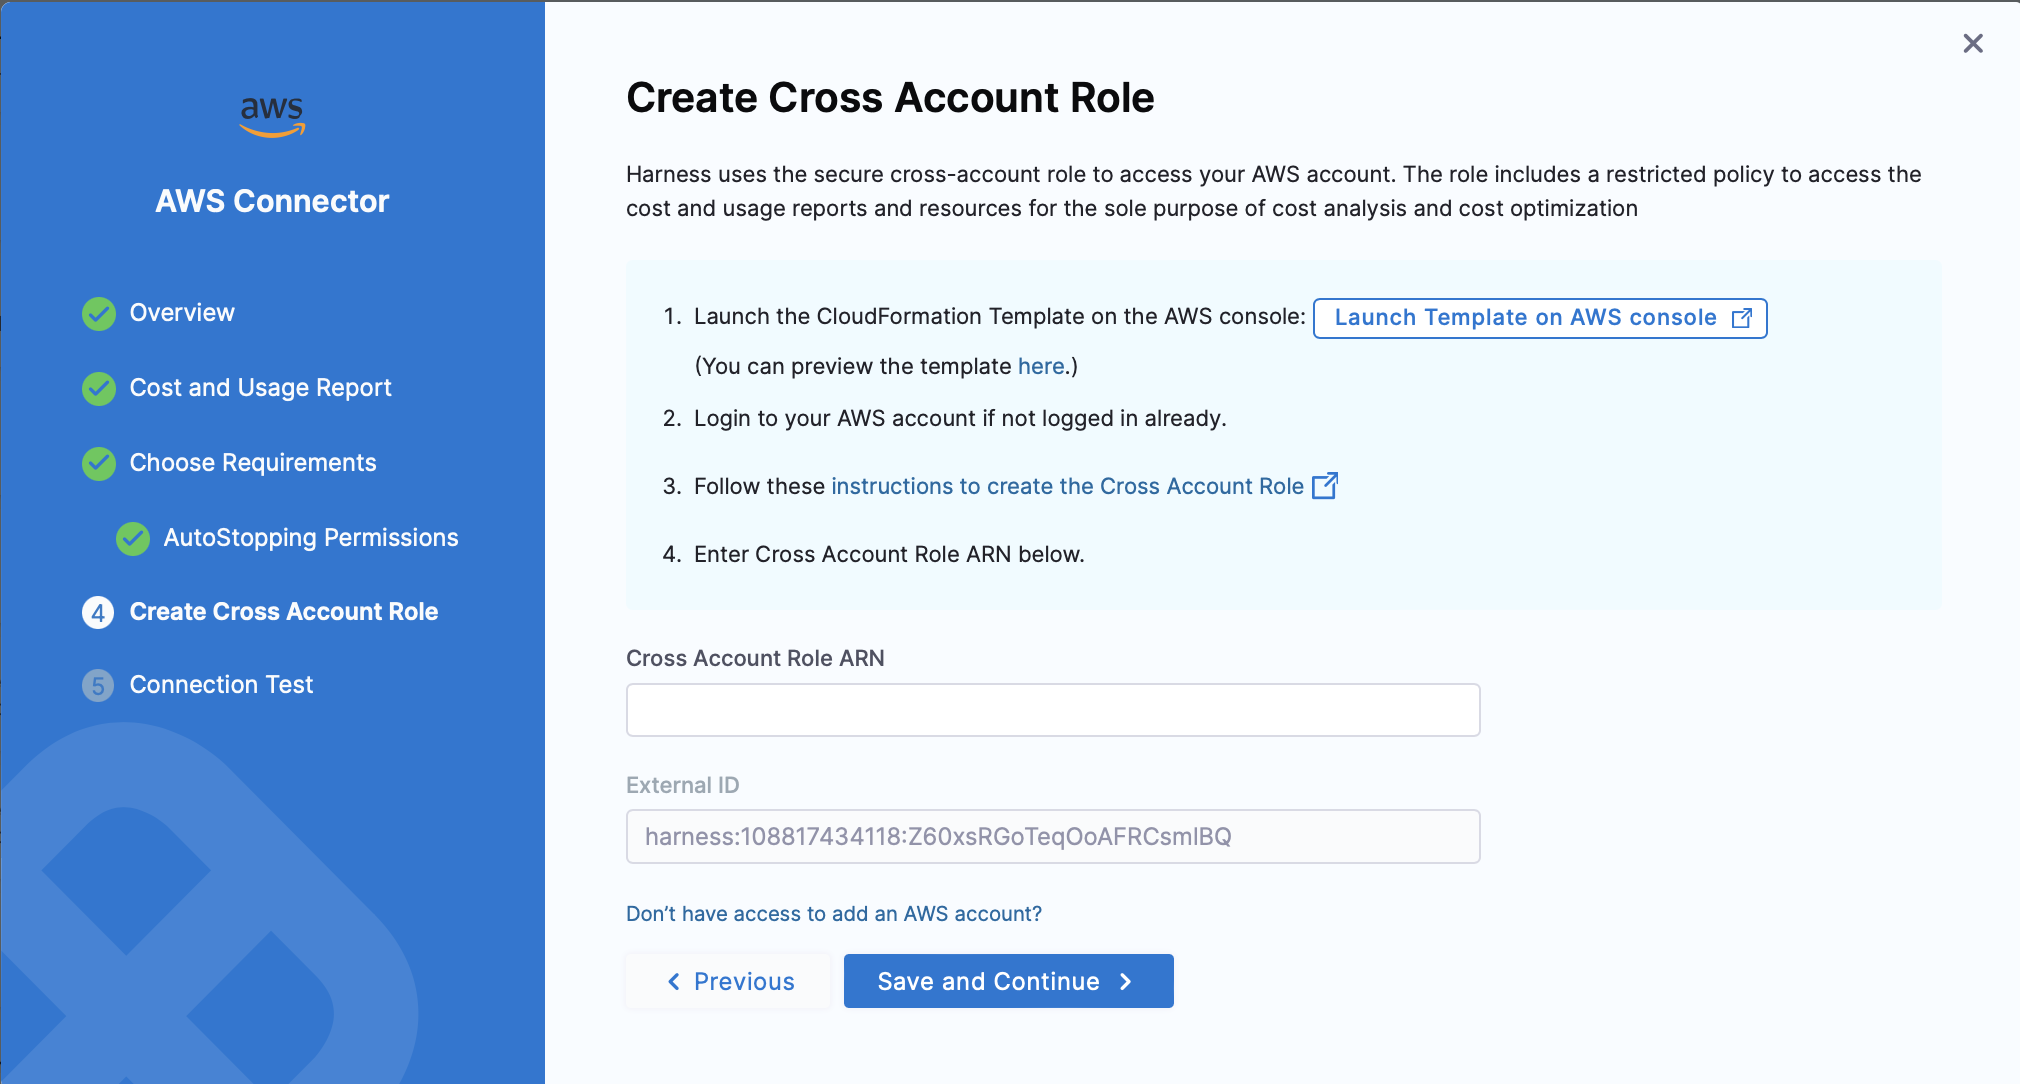 aws
AWS Connector
Overview
Cost and Usage Report
Choose Requirements
AutoStopping Permissions
4 Create Cross Account Role
5 Connection Test
Create Cross Account Role
Harness uses the secure cross-account role to access your AWS account. The role includes a restricted policy to access the
cost and usage reports and resources for the sole purpose of cost analysis and cost optimization
1. Launch the CloudFormation Template on the AWS console: Launch Template on AWS console
(You can preview the template here.)
2. Login to your AWS account if not logged in already.
3. Follow these instructions to create the Cross Account Role
4. Enter Cross Account Role ARN below.
Cross Account Role ARN
External ID
harness:108817434118:Z60xsRGoTeqOoAFRCsmlBQ
Don’t have access to add an AWS account?
Previous
Save and Continue